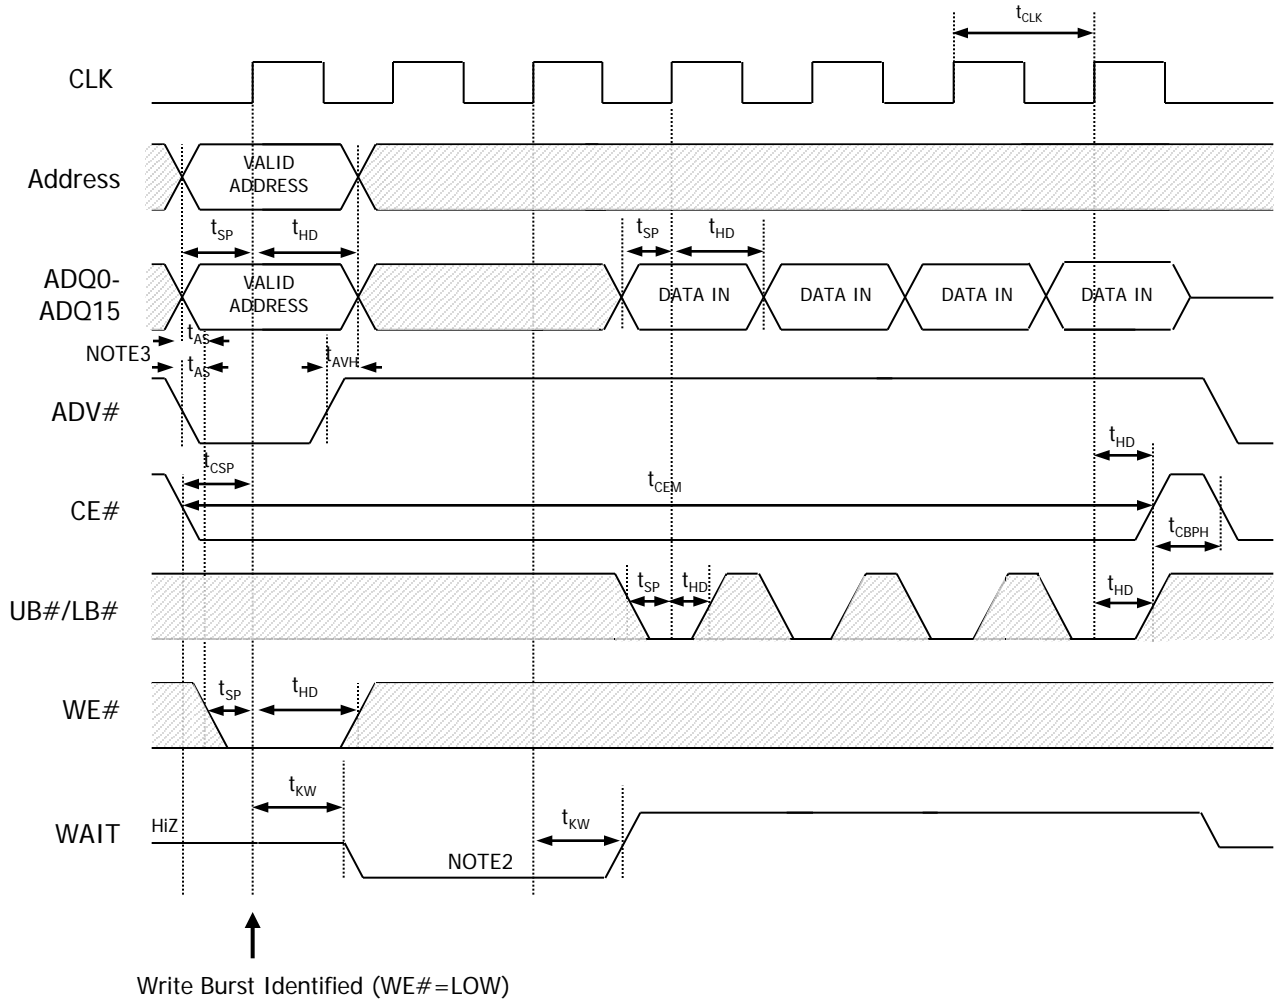 tCLK
CLK
Address
VALID
ADDRESS
tSP
tHD
tSP
tHD
ADQ0-
ADQ15
VALID
ADDRESS
DATA IN
DATA IN
DATA IN
DATA IN
tAS
NOTE3
tAS
tAVH
ADV#
tHD
tCSP
tCEM
CE#
tCBPH
UB#/LB#
tSP
tHD
tHD
WE#
tSP
tHD
tKW
WAIT
HiZ
tKW
NOTE2
Write Burst Identified (WE#=LOW)